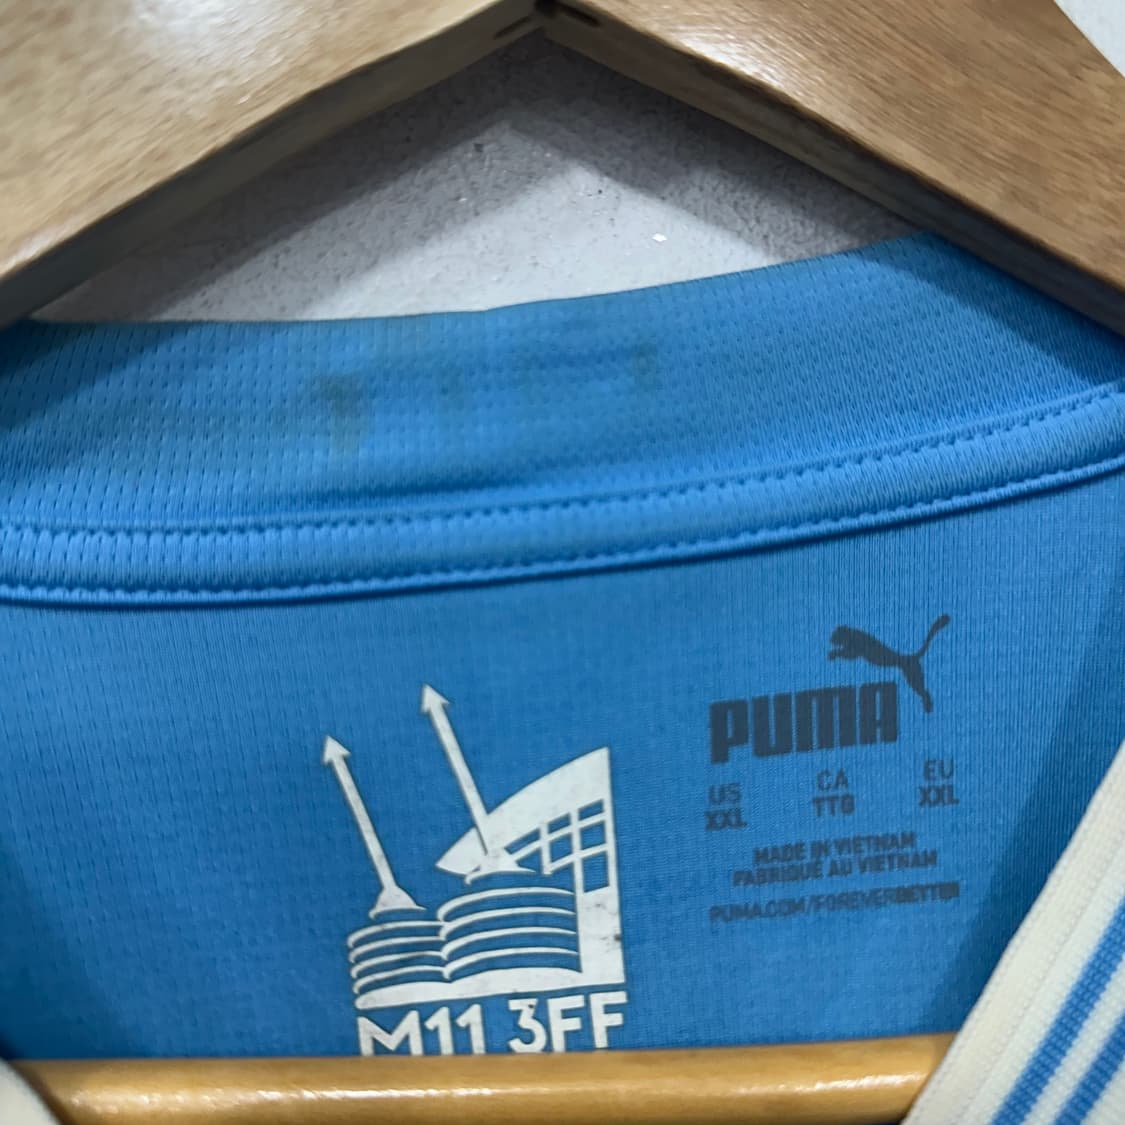 PUMA
US CA EU
XXL TTG XXL
MADE IN VIETNAM
FABRIQUÉ AU VIETNAM
PUMA.COM/FOREVERBETTER
M11 3FF